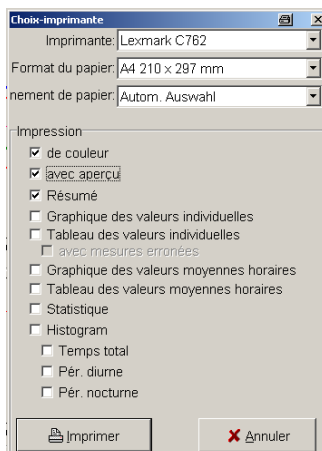 Choix-imprimante
Imprimante: Lexmark C762
Format du papier: A4 210 x 297 mm
nement de papier: Autom. Auswahl
Impression
de couleur
avec aperçu
Résumé
Graphique des valeurs individuelles
Tableau des valeurs individuelles
avec mesures erronées
Graphique des valeurs moyennes horaires
Tableau des valeurs moyennes horaires
Statistique
Histogram
Temps total
Pér. diurne
Pér. nocturne
Imprimer Annuler